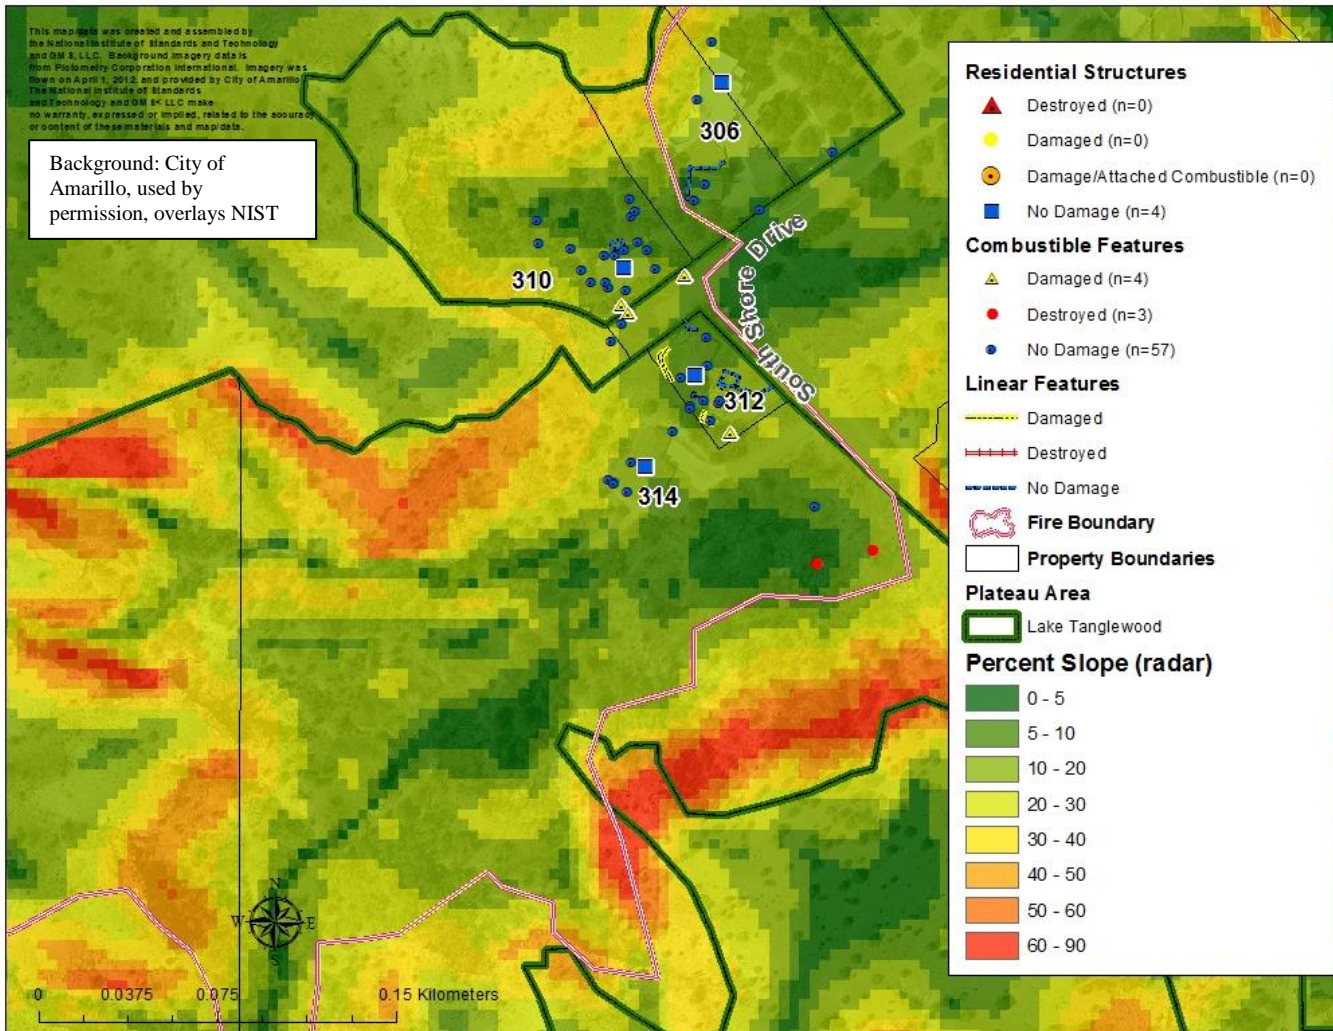 This map/data was created and assembled by
the National Institute of Standards and Technology
and GM 8, LLC. Background imagery data is
from Pictometry Corporation International. Imagery was
flown on April 1, 2012, and provided by City of Amarillo
The National Institute of Standards
and Technology and GM 8< LLC make
no warranty, expressed or implied, related to the accuracy
or content of these materials and map/data.
Background: City of
Amarillo, used by
permission, overlays NIST
306
310
South Shore Drive
312
314
N
W
E
S
0
0.0375
0.075
0.15 Kilometers
Residential Structures
Destroyed (n=0)
Damaged (n=0)
Damage/Attached Combustible (n=0)
No Damage (n=4)
Combustible Features
Damaged (n=4)
Destroyed (n=3)
No Damage (n=57)
Linear Features
Damaged
Destroyed
No Damage
Fire Boundary
Property Boundaries
Plateau Area
Lake Tanglewood
Percent Slope (radar)
0 - 5
5 - 10
10 - 20
20 - 30
30 - 40
40 - 50
50 - 60
60 - 90